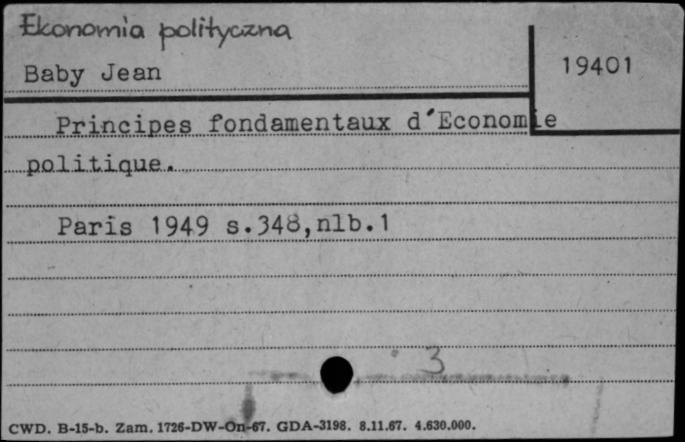 Ekonomia polityczna
Baby Jean
19401
Principes fondamentaux d'Economie
politique.
Paris 1949 s.348,nlb.1
3
CWD. B-15-b. Zam. 1726-DW-On-67. GDA-3198. 8.11.67. 4.630.000.